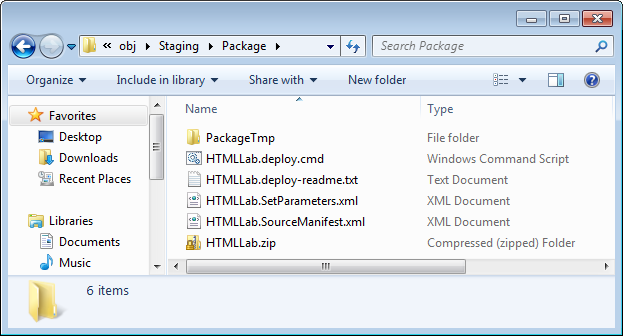 « obj Staging Package
Search Package
Organize Include in library Share with New folder
Favorites
Desktop
Downloads
Recent Places
Libraries
Documents
Music
Name Type
PackageTmp File folder
HTMLLab.deploy.cmd Windows Command Script
HTMLLab.deploy-readme.txt Text Document
HTMLLab.SetParameters.xml XML Document
HTMLLab.SourceManifest.xml XML Document
HTMLLab.zip Compressed (zipped) Folder
6 items